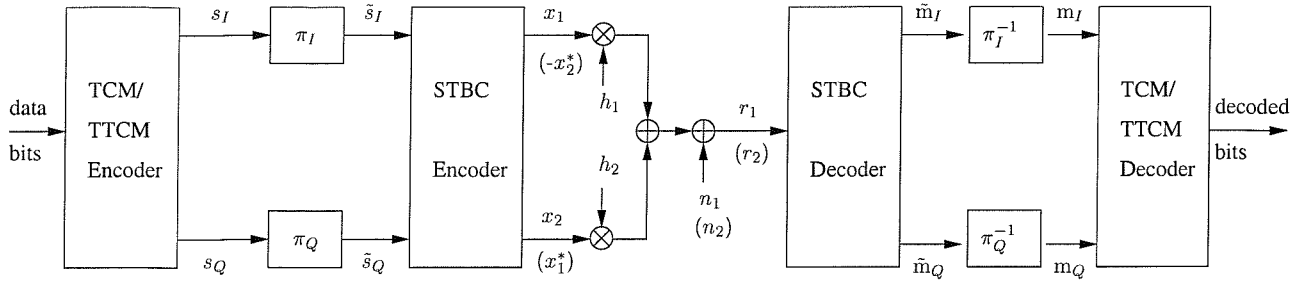 data
bits
TCM/
TTCM
Encoder
s_I
π_I
s̃_I
s_Q
π_Q
s̃_Q
STBC
Encoder
x_1
(-x_2^*)
h_1
h_2
x_2
(x_1^*)
n_1
(n_2)
r_1
(r_2)
STBC
Decoder
m̃_I
π_I^{-1}
m_I
m̃_Q
π_Q^{-1}
m_Q
TCM/
TTCM
Decoder
decoded
bits